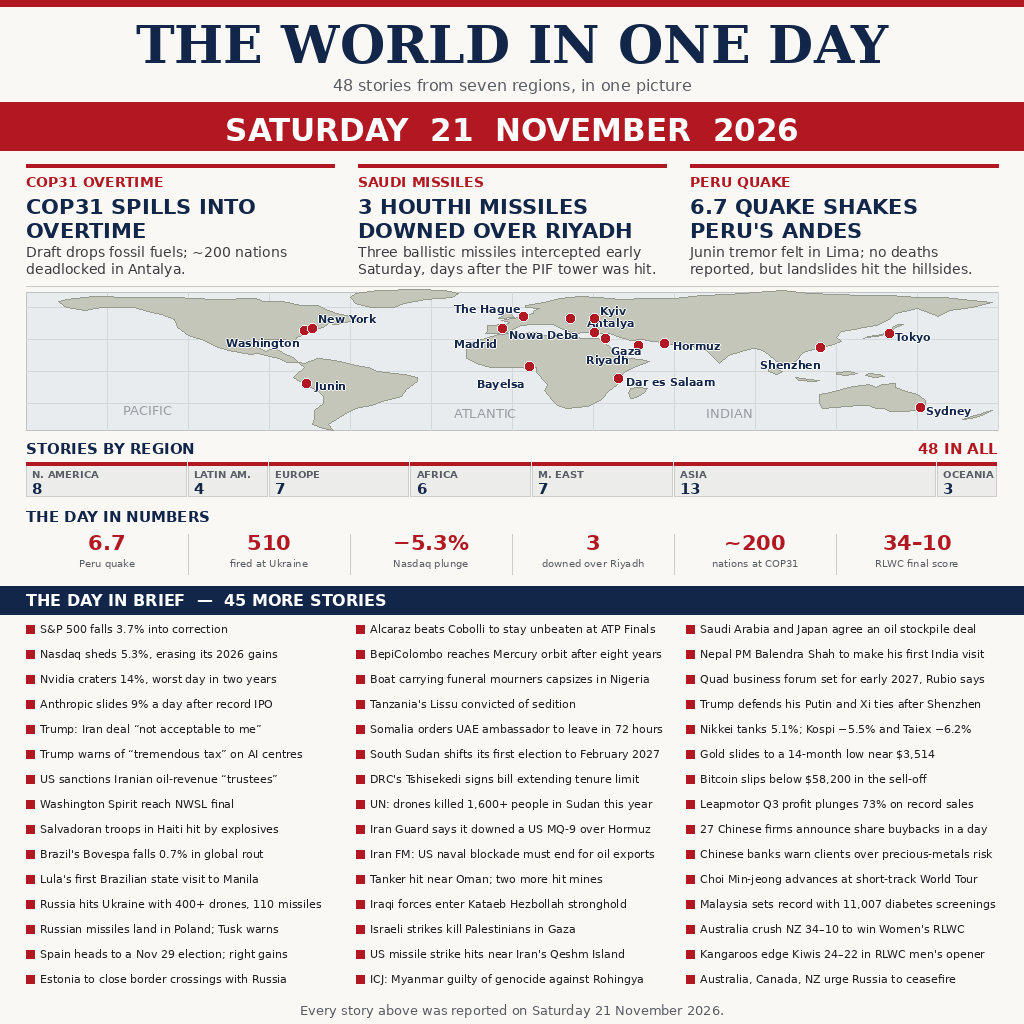 THE WORLD IN ONE DAY
48 stories from seven regions, in one picture
SATURDAY 21 NOVEMBER 2026
COP31 OVERTIME
COP31 SPILLS INTO
OVERTIME
Draft drops fossil fuels; ~200 nations
deadlocked in Antalya.
SAUDI MISSILES
3 HOUTHI MISSILES
DOWNED OVER RIYADH
Three ballistic missiles intercepted early
Saturday, days after the PIF tower was hit.
PERU QUAKE
6.7 QUAKE SHAKES
PERU'S ANDES
Junin tremor felt in Lima; no deaths
reported, but landslides hit the hillsides.
New York
Washington
Junin
The Hague
Madrid
Nowa Deba
Kyiv
Antalya
Gaza
Riyadh
Hormuz
Bayelsa
Dar es Salaam
Shenzhen
Tokyo
Sydney
PACIFIC
ATLANTIC
INDIAN
STORIES BY REGION
48 IN ALL
N. AMERICA
8
LATIN AM.
4
EUROPE
7
AFRICA
6
M. EAST
7
ASIA
13
OCEANIA
3
THE DAY IN NUMBERS
6.7
Peru quake
510
fired at Ukraine
−5.3%
Nasdaq plunge
3
downed over Riyadh
~200
nations at COP31
34–10
RLWC final score
THE DAY IN BRIEF — 45 MORE STORIES
S&P 500 falls 3.7% into correction
Nasdaq sheds 5.3%, erasing its 2026 gains
Nvidia craters 14%, worst day in two years
Anthropic slides 9% a day after record IPO
Trump: Iran deal “not acceptable to me”
Trump warns of “tremendous tax” on AI centres
US sanctions Iranian oil-revenue “trustees”
Washington Spirit reach NWSL final
Salvadoran troops in Haiti hit by explosives
Brazil's Bovespa falls 0.7% in global rout
Lula's first Brazilian state visit to Manila
Russia hits Ukraine with 400+ drones, 110 missiles
Russian missiles land in Poland; Tusk warns
Spain heads to a Nov 29 election; right gains
Estonia to close border crossings with Russia
Alcaraz beats Cobolli to stay unbeaten at ATP Finals
BepiColombo reaches Mercury orbit after eight years
Boat carrying funeral mourners capsizes in Nigeria
Tanzania's Lissu convicted of sedition
Somalia orders UAE ambassador to leave in 72 hours
South Sudan shifts its first election to February 2027
DRC's Tshisekedi signs bill extending tenure limit
UN: drones killed 1,600+ people in Sudan this year
Iran Guard says it downed a US MQ-9 over Hormuz
Iran FM: US naval blockade must end for oil exports
Tanker hit near Oman; two more hit mines
Iraqi forces enter Kataeb Hezbollah stronghold
Israeli strikes kill Palestinians in Gaza
US missile strike hits near Iran's Qeshm Island
ICJ: Myanmar guilty of genocide against Rohingya
Saudi Arabia and Japan agree an oil stockpile deal
Nepal PM Balendra Shah to make his first India visit
Quad business forum set for early 2027, Rubio says
Trump defends his Putin and Xi ties after Shenzhen
Nikkei tanks 5.1%; Kospi −5.5% and Taiex −6.2%
Gold slides to a 14-month low near $3,514
Bitcoin slips below $58,200 in the sell-off
Leapmotor Q3 profit plunges 73% on record sales
27 Chinese firms announce share buybacks in a day
Chinese banks warn clients over precious-metals risk
Choi Min-jeong advances at short-track World Tour
Malaysia sets record with 11,007 diabetes screenings
Australia crush NZ 34–10 to win Women's RLWC
Kangaroos edge Kiwis 24–22 in RLWC men's opener
Australia, Canada, NZ urge Russia to ceasefire
Every story above was reported on Saturday 21 November 2026.